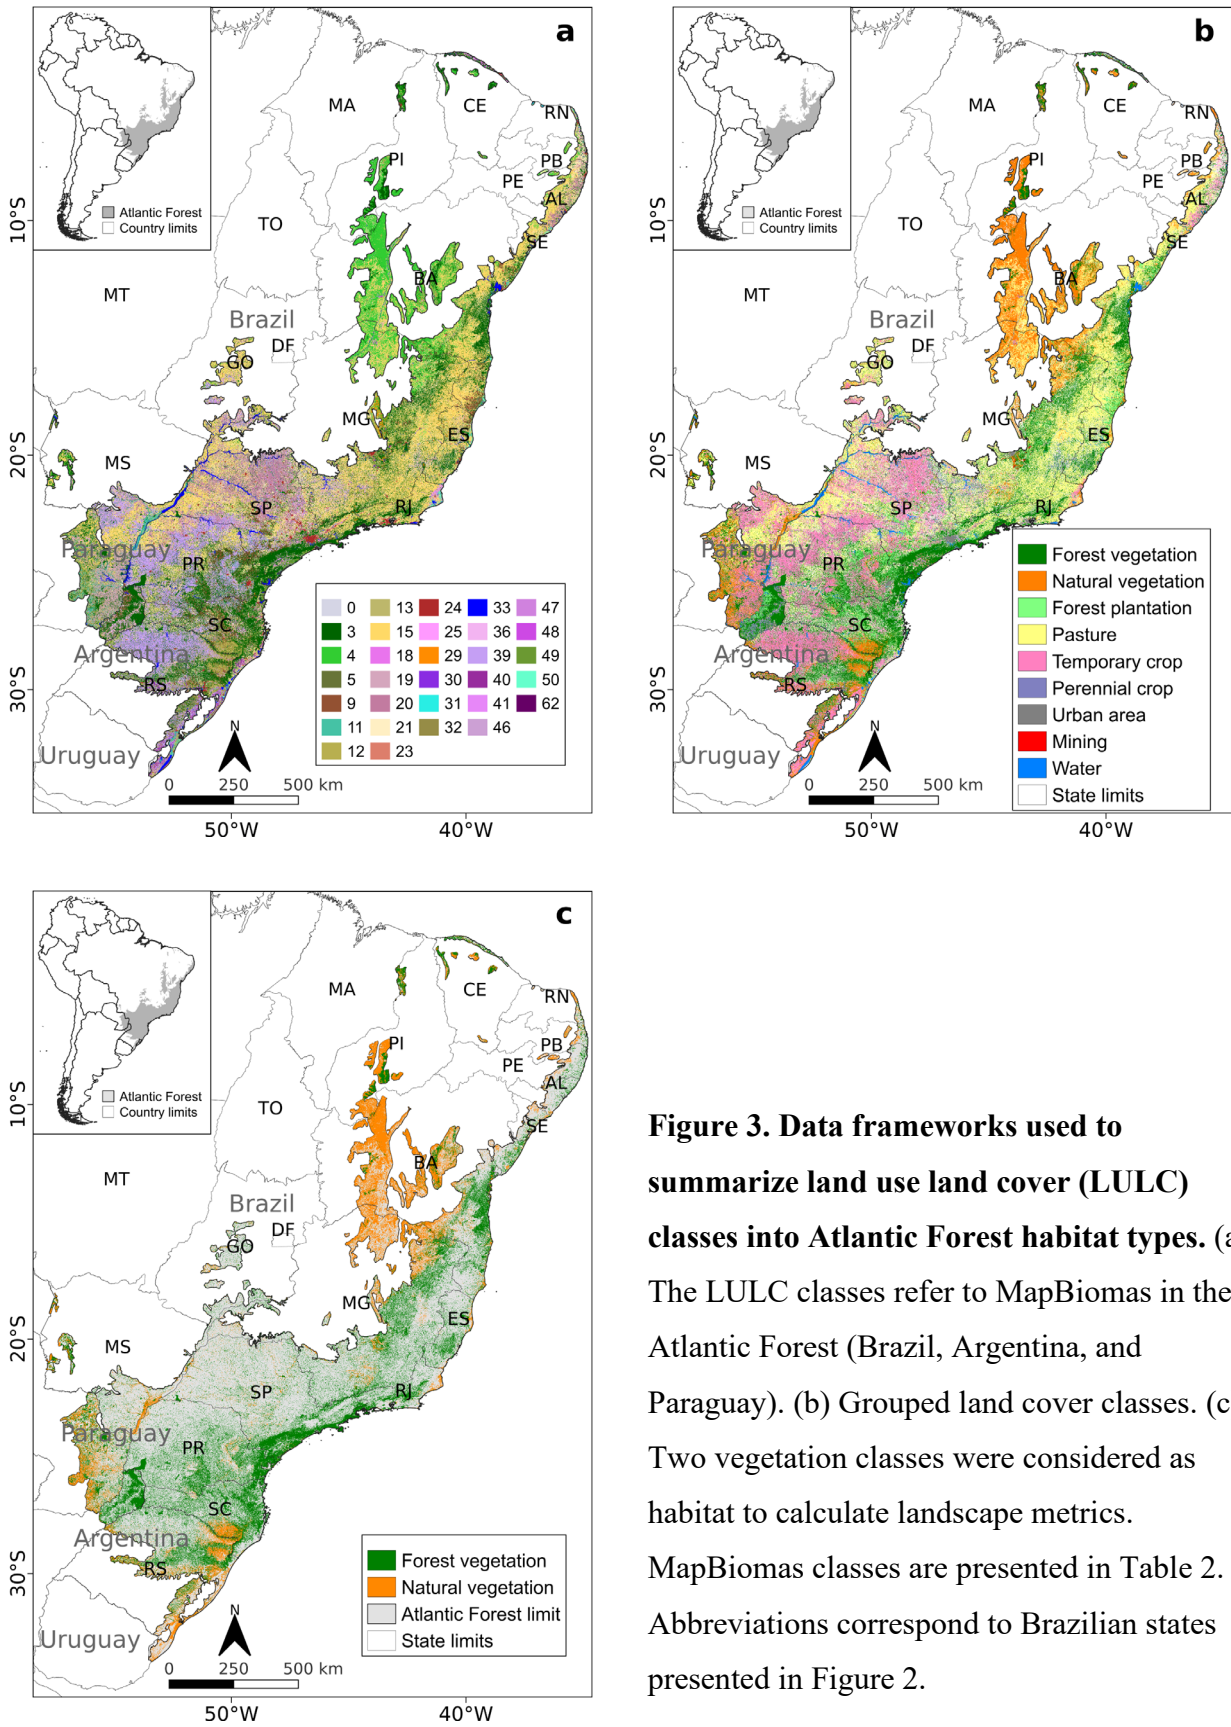 a
MA
CE
RN
PI
PB
PE
AL
TO
SE
BA
MT
Brazil
DF
GO
MG
ES
MS
SP
RJ
Paraguay
PR
SC
Argentina
RS
Uruguay
Atlantic Forest
Country limits
10°S
20°S
30°S
0 13 24 33 47
3 15 25 36 48
4 18 29 39 49
5 19 30 40 50
9 20 31 41 62
11 21 32 46
12 23
N
0 250 500 km
50°W 40°W
b
MA
CE
RN
PI
PB
PE
AL
TO
SE
BA
MT
Brazil
DF
GO
MG
ES
MS
SP
RJ
Paraguay
PR
SC
Argentina
RS
Uruguay
Atlantic Forest
Country limits
10°S
20°S
30°S
Forest vegetation
Natural vegetation
Forest plantation
Pasture
Temporary crop
Perennial crop
Urban area
Mining
Water
State limits
N
0 250 500 km
50°W 40°W
c
MA
CE
RN
PI
PB
PE
AL
TO
SE
BA
MT
Brazil
DF
GO
MG
ES
MS
SP
RJ
Paraguay
PR
SC
Argentina
RS
Uruguay
Atlantic Forest
Country limits
10°S
20°S
30°S
Forest vegetation
Natural vegetation
Atlantic Forest limit
State limits
N
0 250 500 km
50°W 40°W
Figure 3. Data frameworks used to
summarize land use land cover (LULC)
classes into Atlantic Forest habitat types. (a
The LULC classes refer to MapBiomas in the
Atlantic Forest (Brazil, Argentina, and
Paraguay). (b) Grouped land cover classes. (c
Two vegetation classes were considered as
habitat to calculate landscape metrics.
MapBiomas classes are presented in Table 2.
Abbreviations correspond to Brazilian states
presented in Figure 2.